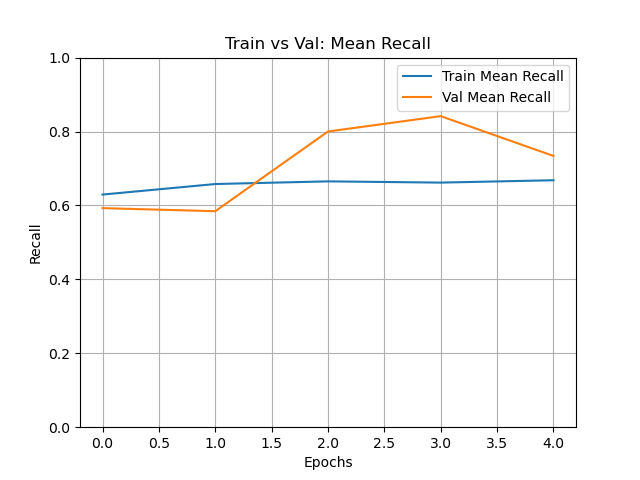 Train vs Val: Mean Recall
Train Mean Recall
Val Mean Recall
1.0
0.8
0.6
0.4
0.2
0.0
Recall
0.0 0.5 1.0 1.5 2.0 2.5 3.0 3.5 4.0
Epochs